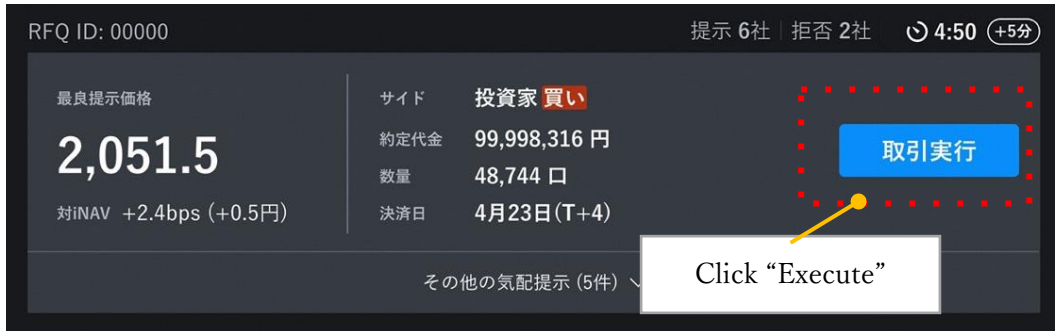 RFQ ID: 00000
提示 6社 | 拒否 2社 4:50 +5分
最良提示価格
2,051.5
対iNAV +2.4bps (+0.5円)
サイド 投資家 買い
約定代金 99,998,316 円
数量 48,744 口
決済日 4月23日(T+4)
取引実行
Click “Execute”
その他の気配提示 (5件)